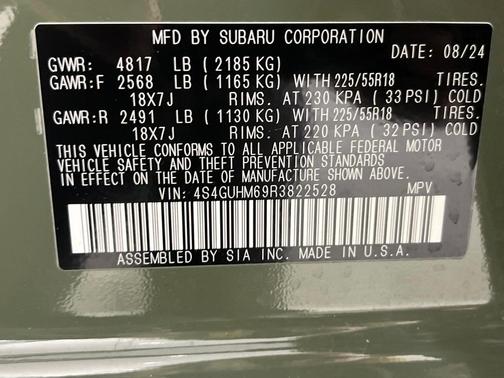 MFD BY SUBARU CORPORATION
DATE: 08/24
GVWR: 4817 LB (2185 KG)
GAWR:F 2568 LB (1165 KG) WITH 225/55R18 TIRES.
18X7J RIMS. AT 230 KPA (33 PSI) COLD
GAWR:R 2491 LB (1130 KG) WITH 225/55R18 TIRES.
18X7J RIMS. AT 220 KPA (32 PSI) COLD
THIS VEHICLE CONFORMS TO ALL APPLICABLE FEDERAL MOTOR
VEHICLE SAFETY AND THEFT PREVENTION STANDARDS
IN EFFECT ON THE DATE OF MANUFACTURE SHOWN ABOVE.
VIN: 4S4GUHM69R3822528 MPV
ASSEMBLED BY SIA INC. MADE IN U.S.A.